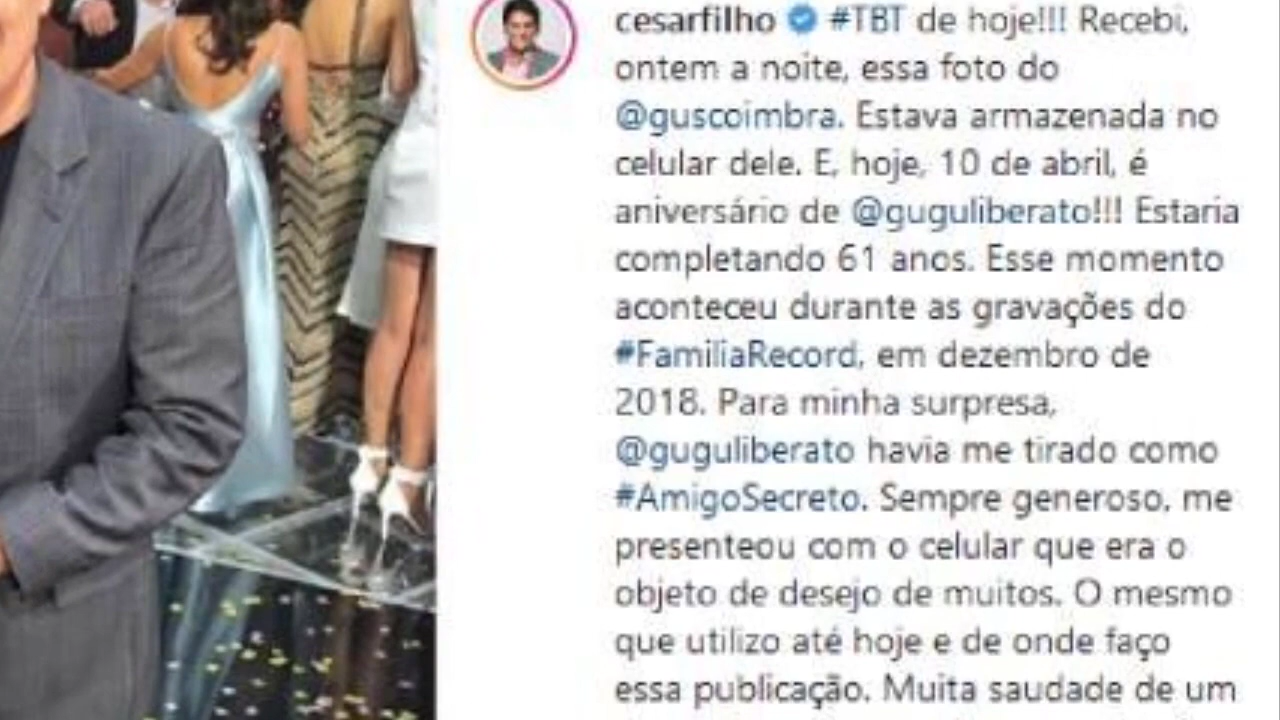 cesarfilho #TBT de hoje!!! Recebi,
ontem a noite, essa foto do
@guscoimbra. Estava armazenada no
celular dele. E, hoje, 10 de abril, é
aniversário de @guguliberato!!! Estaria
completando 61 anos. Esse momento
aconteceu durante as gravações do
#FamiliaRecord, em dezembro de
2018. Para minha surpresa,
@guguliberato havia me tirado como
#AmigoSecreto. Sempre generoso, me
presenteou com o celular que era o
objeto de desejo de muitos. O mesmo
que utilizo até hoje e de onde faço
essa publicação. Muita saudade de um